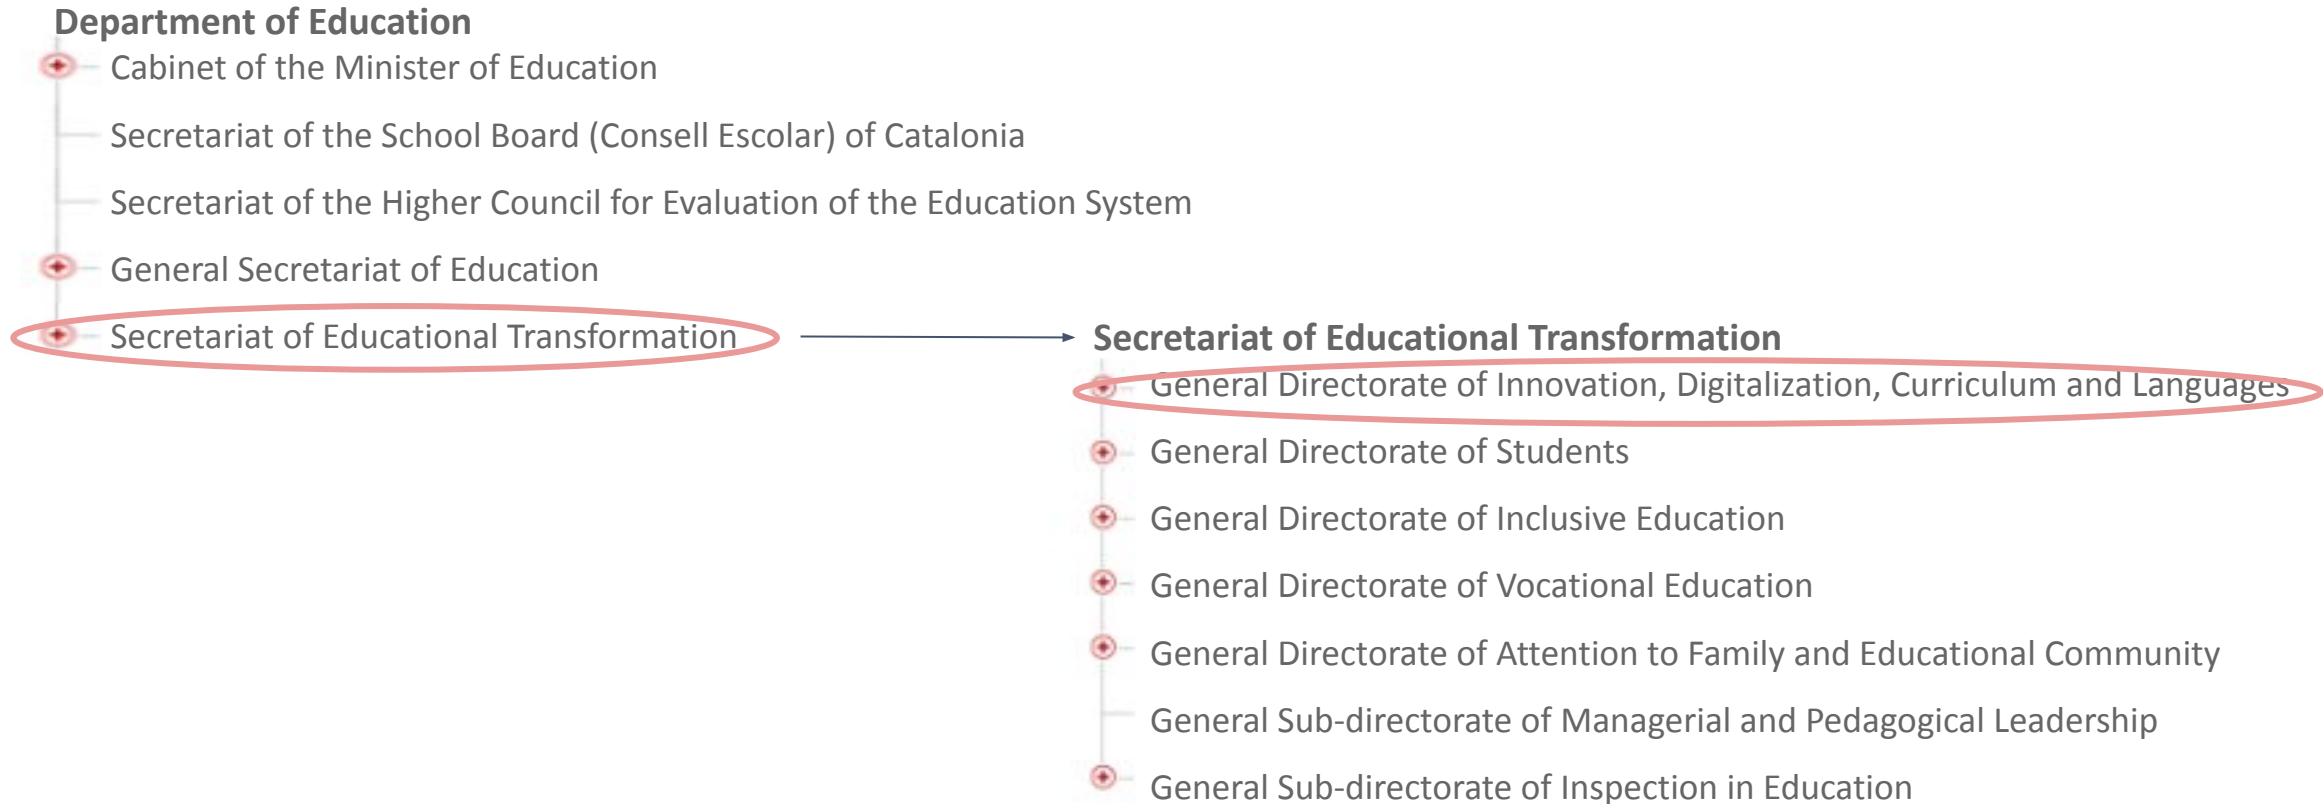 Department of Education
Cabinet of the Minister of Education
Secretariat of the School Board (Consell Escolar) of Catalonia
Secretariat of the Higher Council for Evaluation of the Education System
General Secretariat of Education
Secretariat of Educational Transformation
Secretariat of Educational Transformation
General Directorate of Innovation, Digitalization, Curriculum and Languages
General Directorate of Students
General Directorate of Inclusive Education
General Directorate of Vocational Education
General Directorate of Attention to Family and Educational Community
General Sub-directorate of Managerial and Pedagogical Leadership
General Sub-directorate of Inspection in Education